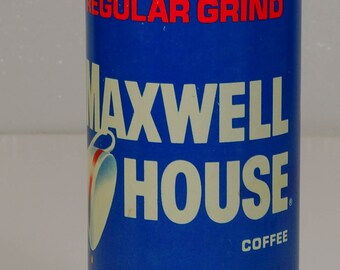 REGULAR GRIND
MAXWELL
HOUSE®
COFFEE